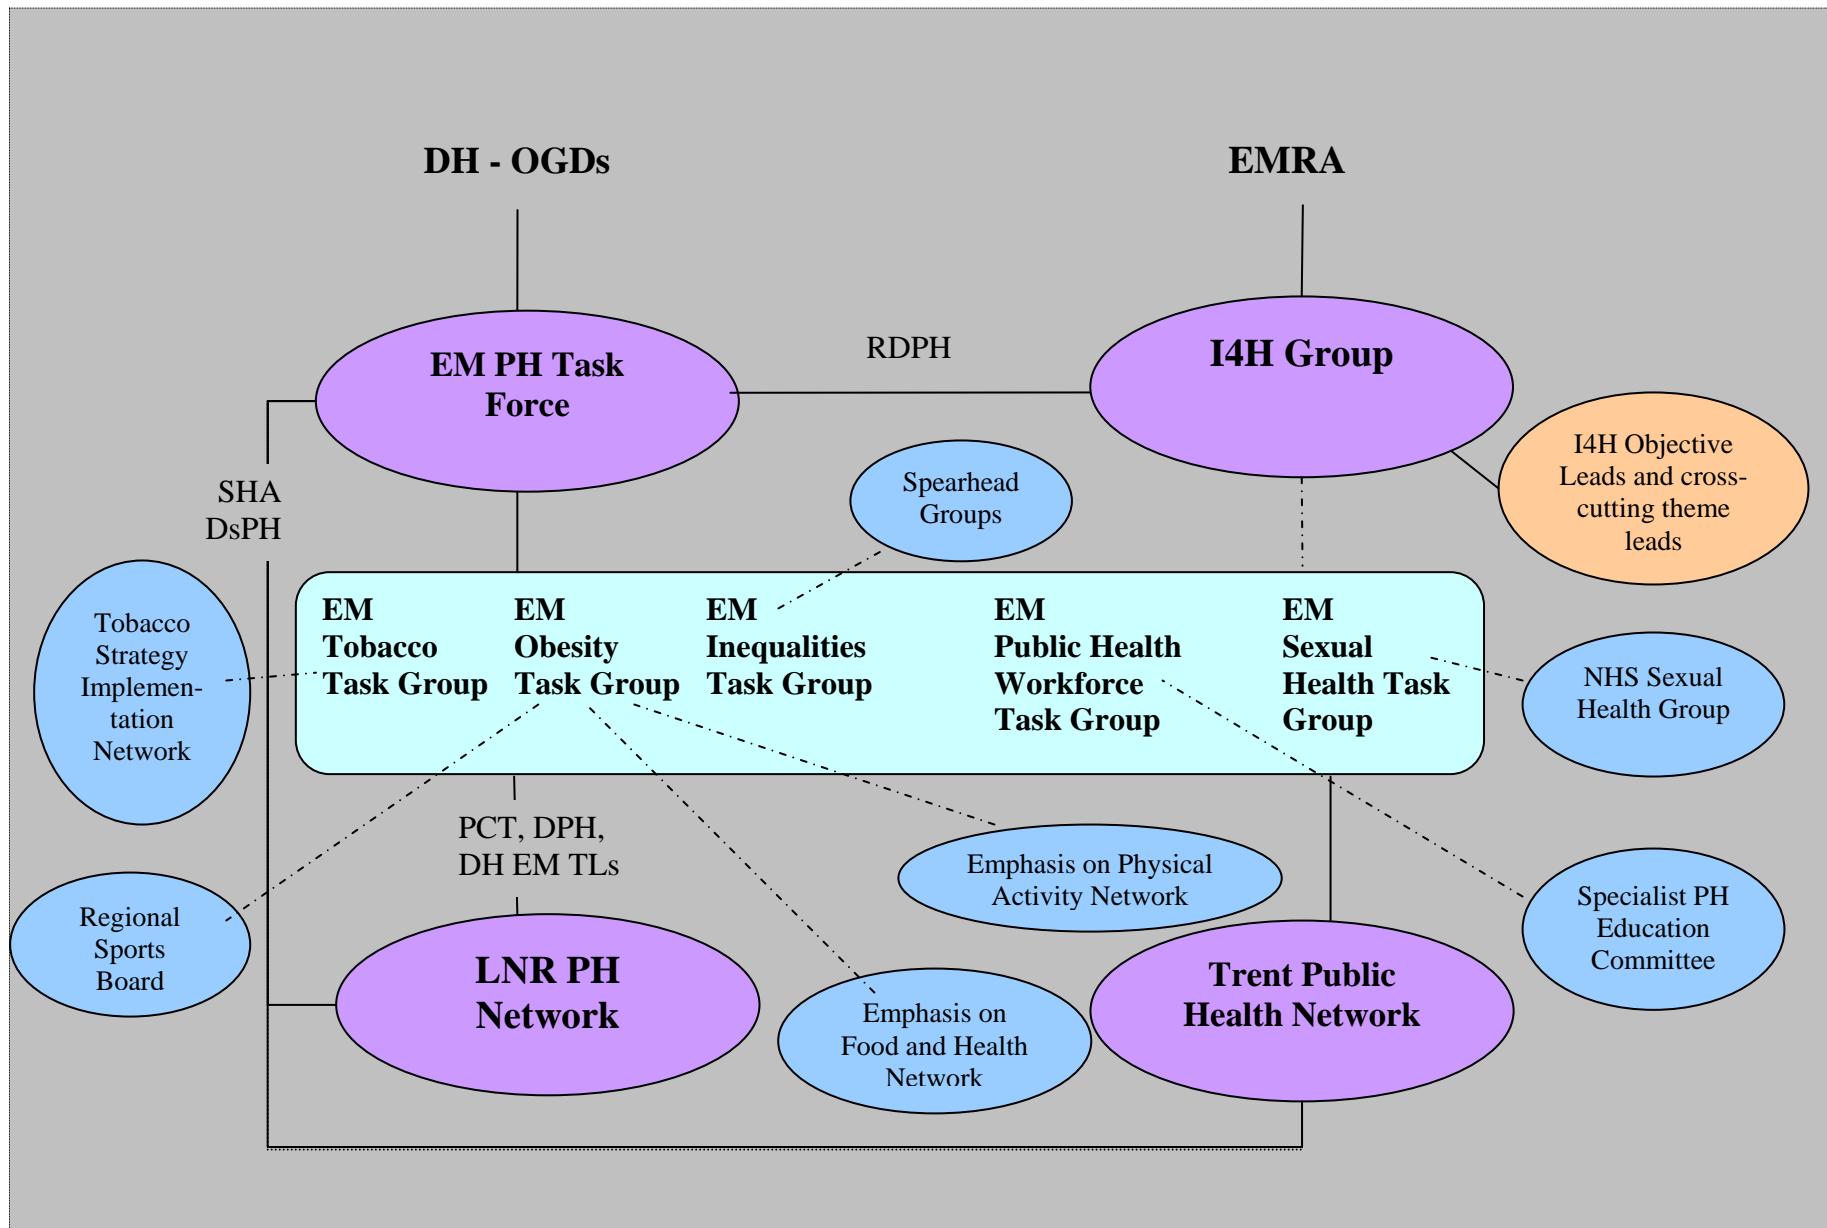 DH - OGDs
EMRA
EM PH Task
Force
RDPH
I4H Group
I4H Objective
Leads and cross-
cutting theme
leads
SHA
DsPH
Spearhead
Groups
Tobacco
Strategy
Implemen-
tation
Network
EM
Tobacco
Task Group
EM
Obesity
Task Group
EM
Inequalities
Task Group
EM
Public Health
Workforce
Task Group
EM
Sexual
Health Task
Group
NHS Sexual
Health Group
PCT, DPH,
DH EM TLs
Emphasis on Physical
Activity Network
Regional
Sports
Board
Specialist PH
Education
Committee
LNR PH
Network
Emphasis on
Food and Health
Network
Trent Public
Health Network